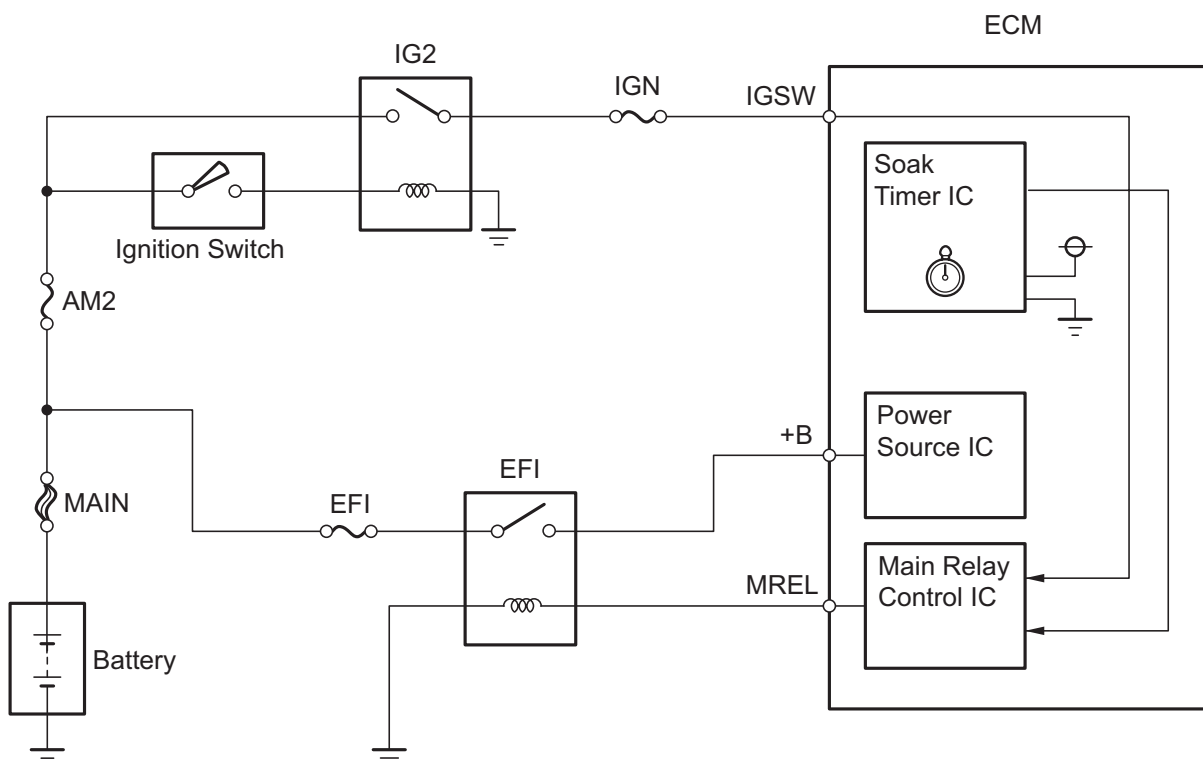 ECM
IG2
IGN
IGSW
Soak
Timer IC
Ignition Switch
AM2
Power
Source IC
+B
EFI
EFI
MAIN
Main Relay
Control IC
MREL
Battery